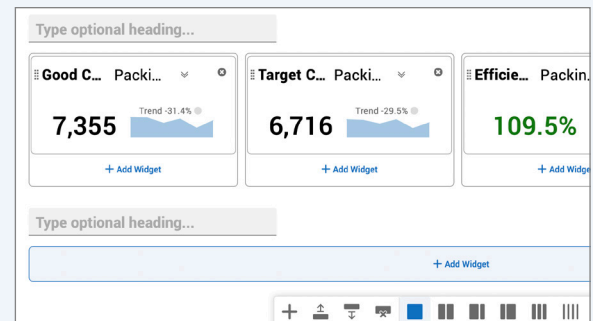 Type optional heading...
Good C... Packi...
Target C... Packi...
Efficie... Packin.
Trend -31.4%
Trend -29.5%
7,355
6,716
109.5%
+ Add Widget
+ Add Widget
+ Add Widge
Type optional heading...
+ Add Widget